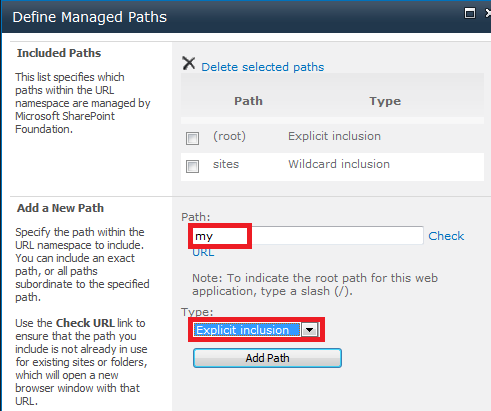 Define Managed Paths
Included Paths
This list specifies which
paths within the URL
namespace are managed by
Microsoft SharePoint
Foundation.
Delete selected paths
Path Type
(root) Explicit inclusion
sites Wildcard inclusion
Add a New Path
Specify the path within the
URL namespace to include.
You can include an exact
path, or all paths
subordinate to the specified
path.
Use the Check URL link to
ensure that the path you
include is not already in use
for existing sites or folders,
which will open a new
browser window with that
URL.
Path:
my Check
URL
Note: To indicate the root path for this web
application, type a slash (/).
Type:
Explicit inclusion
Add Path